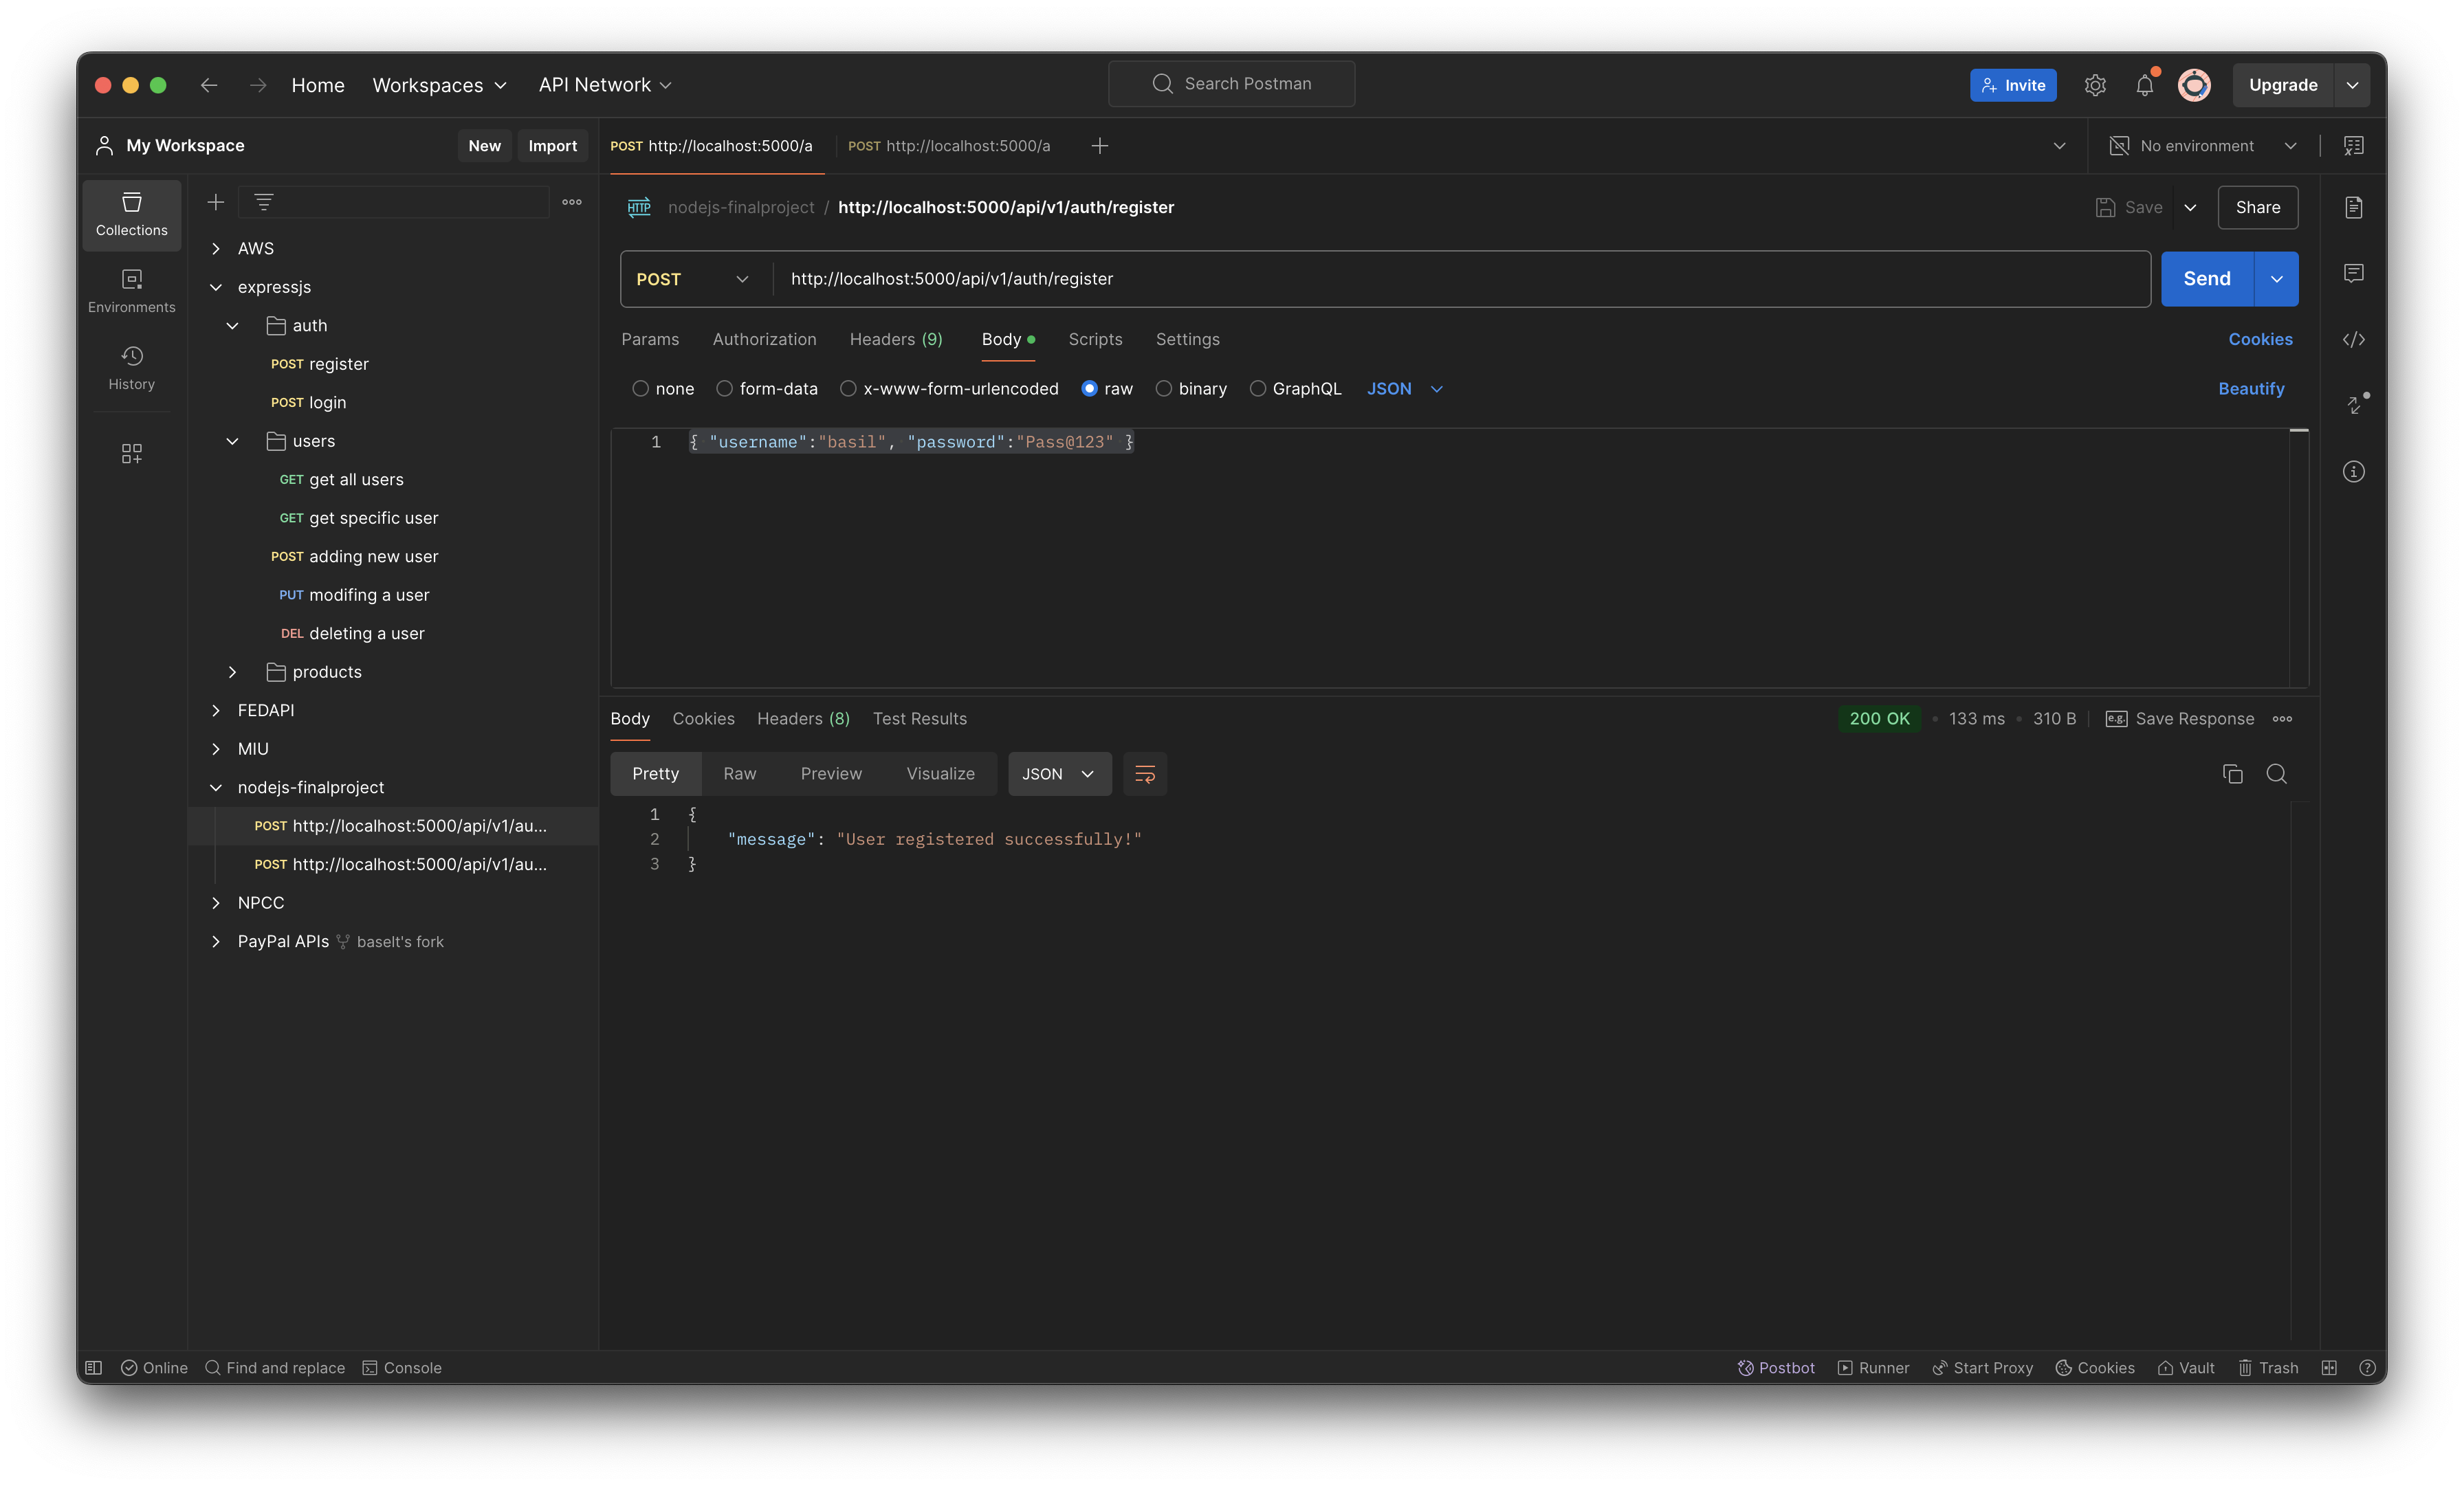 Home Workspaces API Network Search Postman Invite Upgrade
My Workspace New Import POST http://localhost:5000/a POST http://localhost:5000/a No environment
Collections
Environments
History
AWS
expressjs
auth
POST register
POST login
users
GET get all users
GET get specific user
POST adding new user
PUT modifing a user
DEL deleting a user
products
FEDAPI
MIU
nodejs-finalproject
POST http://localhost:5000/api/v1/au...
POST http://localhost:5000/api/v1/au...
NPCC
PayPal APIs baselt's fork
HTTP nodejs-finalproject / http://localhost:5000/api/v1/auth/register Save Share
POST http://localhost:5000/api/v1/auth/register Send
Params Authorization Headers (9) Body Scripts Settings Cookies
none form-data x-www-form-urlencoded raw binary GraphQL JSON Beautify
1 { "username":"basil", "password":"Pass@123" }
Body Cookies Headers (8) Test Results 200 OK 133 ms 310 B e.g. Save Response
Pretty Raw Preview Visualize JSON
1 {
2 "message": "User registered successfully!"
3 }
Online Find and replace Console Postbot Runner Start Proxy Cookies Vault Trash